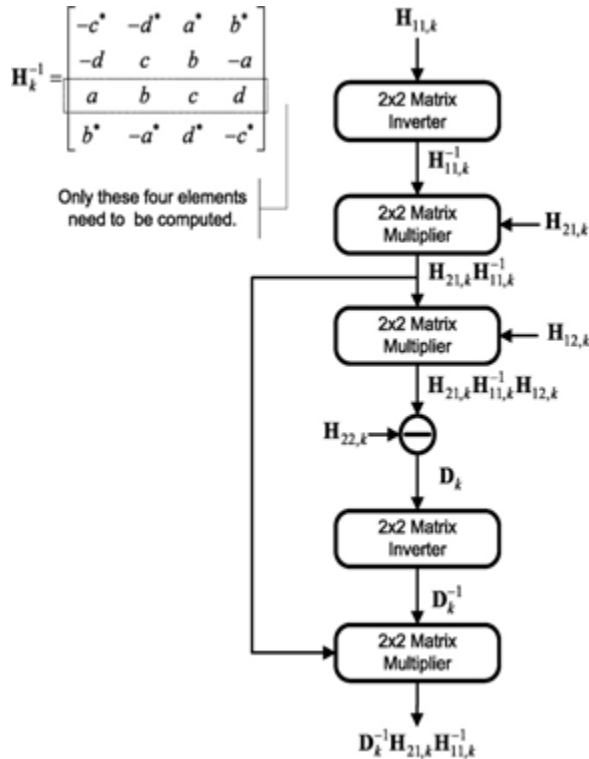 H_k^{-1} =
-c* -d* a* b*
-d c b -a
a b c d
b* -a* d* -c*
Only these four elements
need to be computed.
H_{11,k}
2x2 Matrix
Inverter
H_{11,k}^{-1}
2x2 Matrix
Multiplier
H_{21,k}
H_{21,k}H_{11,k}^{-1}
2x2 Matrix
Multiplier
H_{12,k}
H_{21,k}H_{11,k}^{-1}H_{12,k}
H_{22,k}
D_k
2x2 Matrix
Inverter
D_k^{-1}
2x2 Matrix
Multiplier
D_k^{-1}H_{21,k}H_{11,k}^{-1}